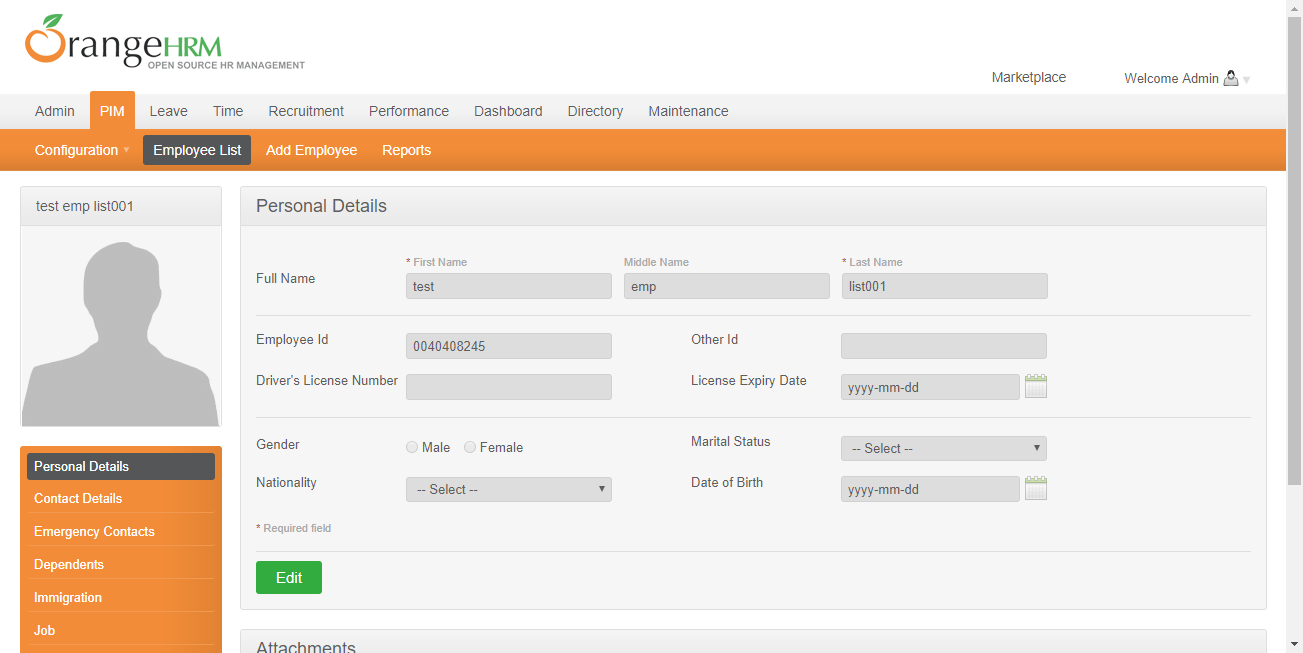 OrangeHRM
OPEN SOURCE HR MANAGEMENT
Marketplace
Welcome Admin
Admin PIM Leave Time Recruitment Performance Dashboard Directory Maintenance
Configuration Employee List Add Employee Reports
test emp list001
Personal Details
Contact Details
Emergency Contacts
Dependents
Immigration
Job
Personal Details
* First Name Middle Name * Last Name
Full Name test emp list001
Employee Id 0040408245 Other Id
Driver's License Number License Expiry Date yyyy-mm-dd
Gender Male Female Marital Status -- Select --
Nationality -- Select -- Date of Birth yyyy-mm-dd
* Required field
Edit
Attachments